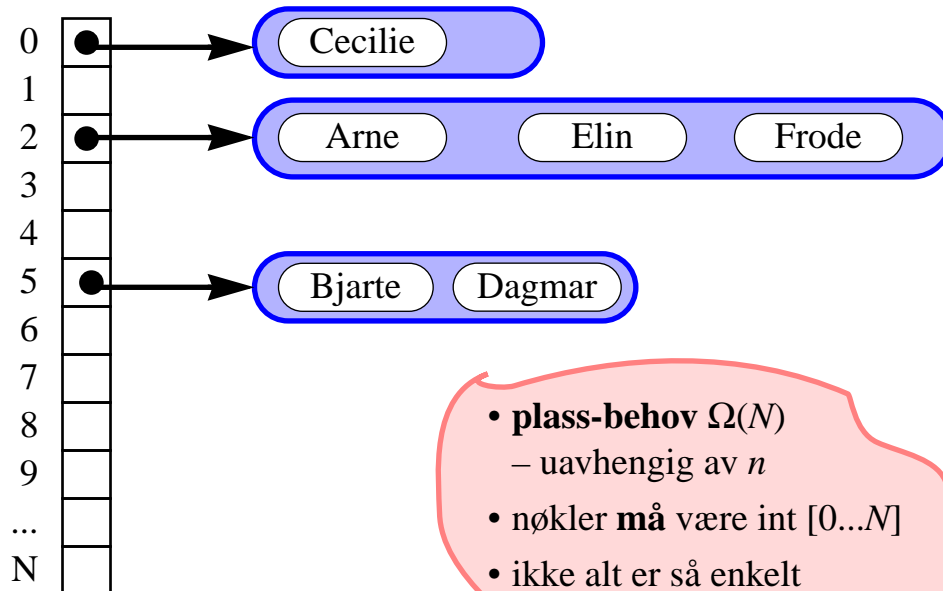 0 Cecilie
1
2 Arne Elin Frode
3
4
5 Bjarte Dagmar
6
7
8
9
...
N
• plass-behov Ω(N)
– uavhengig av n
• nøkler må være int [0...N]
• ikke alt er så enkelt